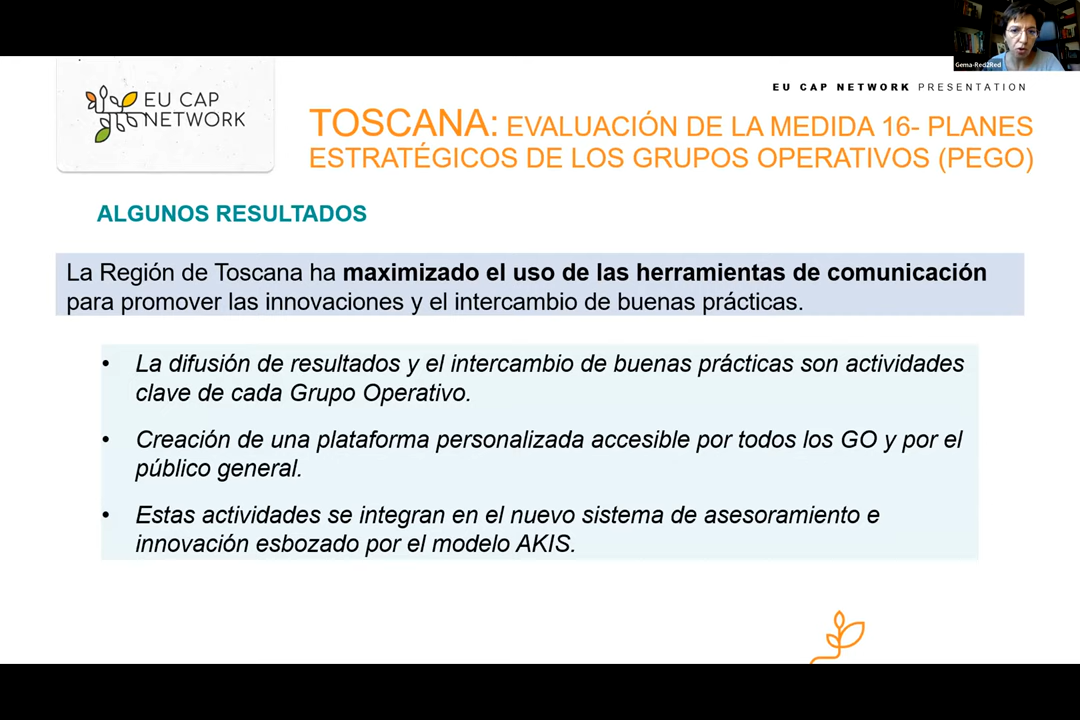 Gema-Red2Red
EU CAP NETWORK PRESENTATION
EU CAP
NETWORK
TOSCANA: EVALUACIÓN DE LA MEDIDA 16- PLANES
ESTRATÉGICOS DE LOS GRUPOS OPERATIVOS (PEGO)
ALGUNOS RESULTADOS
La Región de Toscana ha maximizado el uso de las herramientas de comunicación
para promover las innovaciones y el intercambio de buenas prácticas.
• La difusión de resultados y el intercambio de buenas prácticas son actividades
clave de cada Grupo Operativo.
• Creación de una plataforma personalizada accesible por todos los GO y por el
público general.
• Estas actividades se integran en el nuevo sistema de asesoramiento e
innovación esbozado por el modelo AKIS.